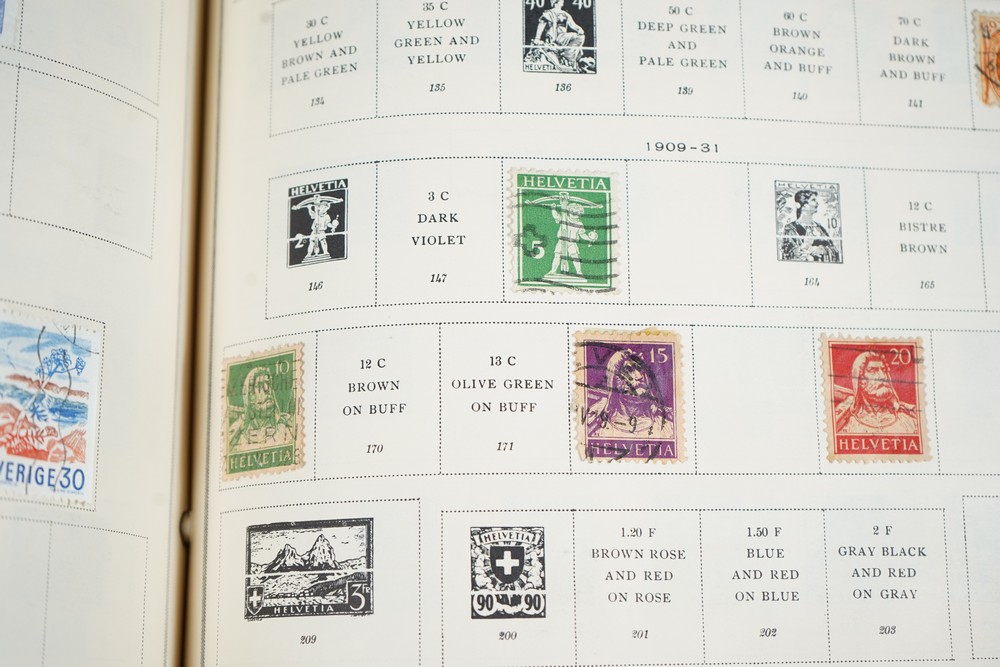 30 C
YELLOW
BROWN AND
PALE GREEN
134
35 C
YELLOW
GREEN AND
YELLOW
135
40 40
HELVETIA
136
50 C
DEEP GREEN
AND
PALE GREEN
139
60 C
BROWN
ORANGE
AND BUFF
140
70 C
DARK
BROWN
AND BUFF
141
1909-31
HELVETIA
2
146
3 C
DARK
VIOLET
147
HELVETIA
5
HELVETIA
10
164
12 C
BISTRE
BROWN
165
10
HELVETIA
12 C
BROWN
ON BUFF
170
13 C
OLIVE GREEN
ON BUFF
171
15
HELVETIA
20
HELVETIA
VERIGE 30
3 FR
HELVETIA
209
HELVETIA
90 90
200
1.20 F
BROWN ROSE
AND RED
ON ROSE
201
1.50 F
BLUE
AND RED
ON BLUE
202
2 F
GRAY BLACK
AND RED
ON GRAY
203